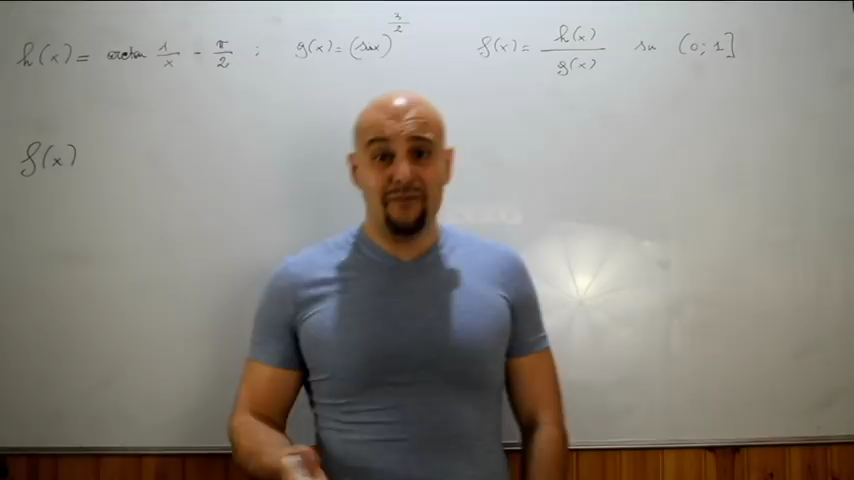 h(x) = arctan 1/x - π/2 ; g(x) = (sin x)^3/2 f(x) = h(x)/g(x) su (0; 1]
f(x)